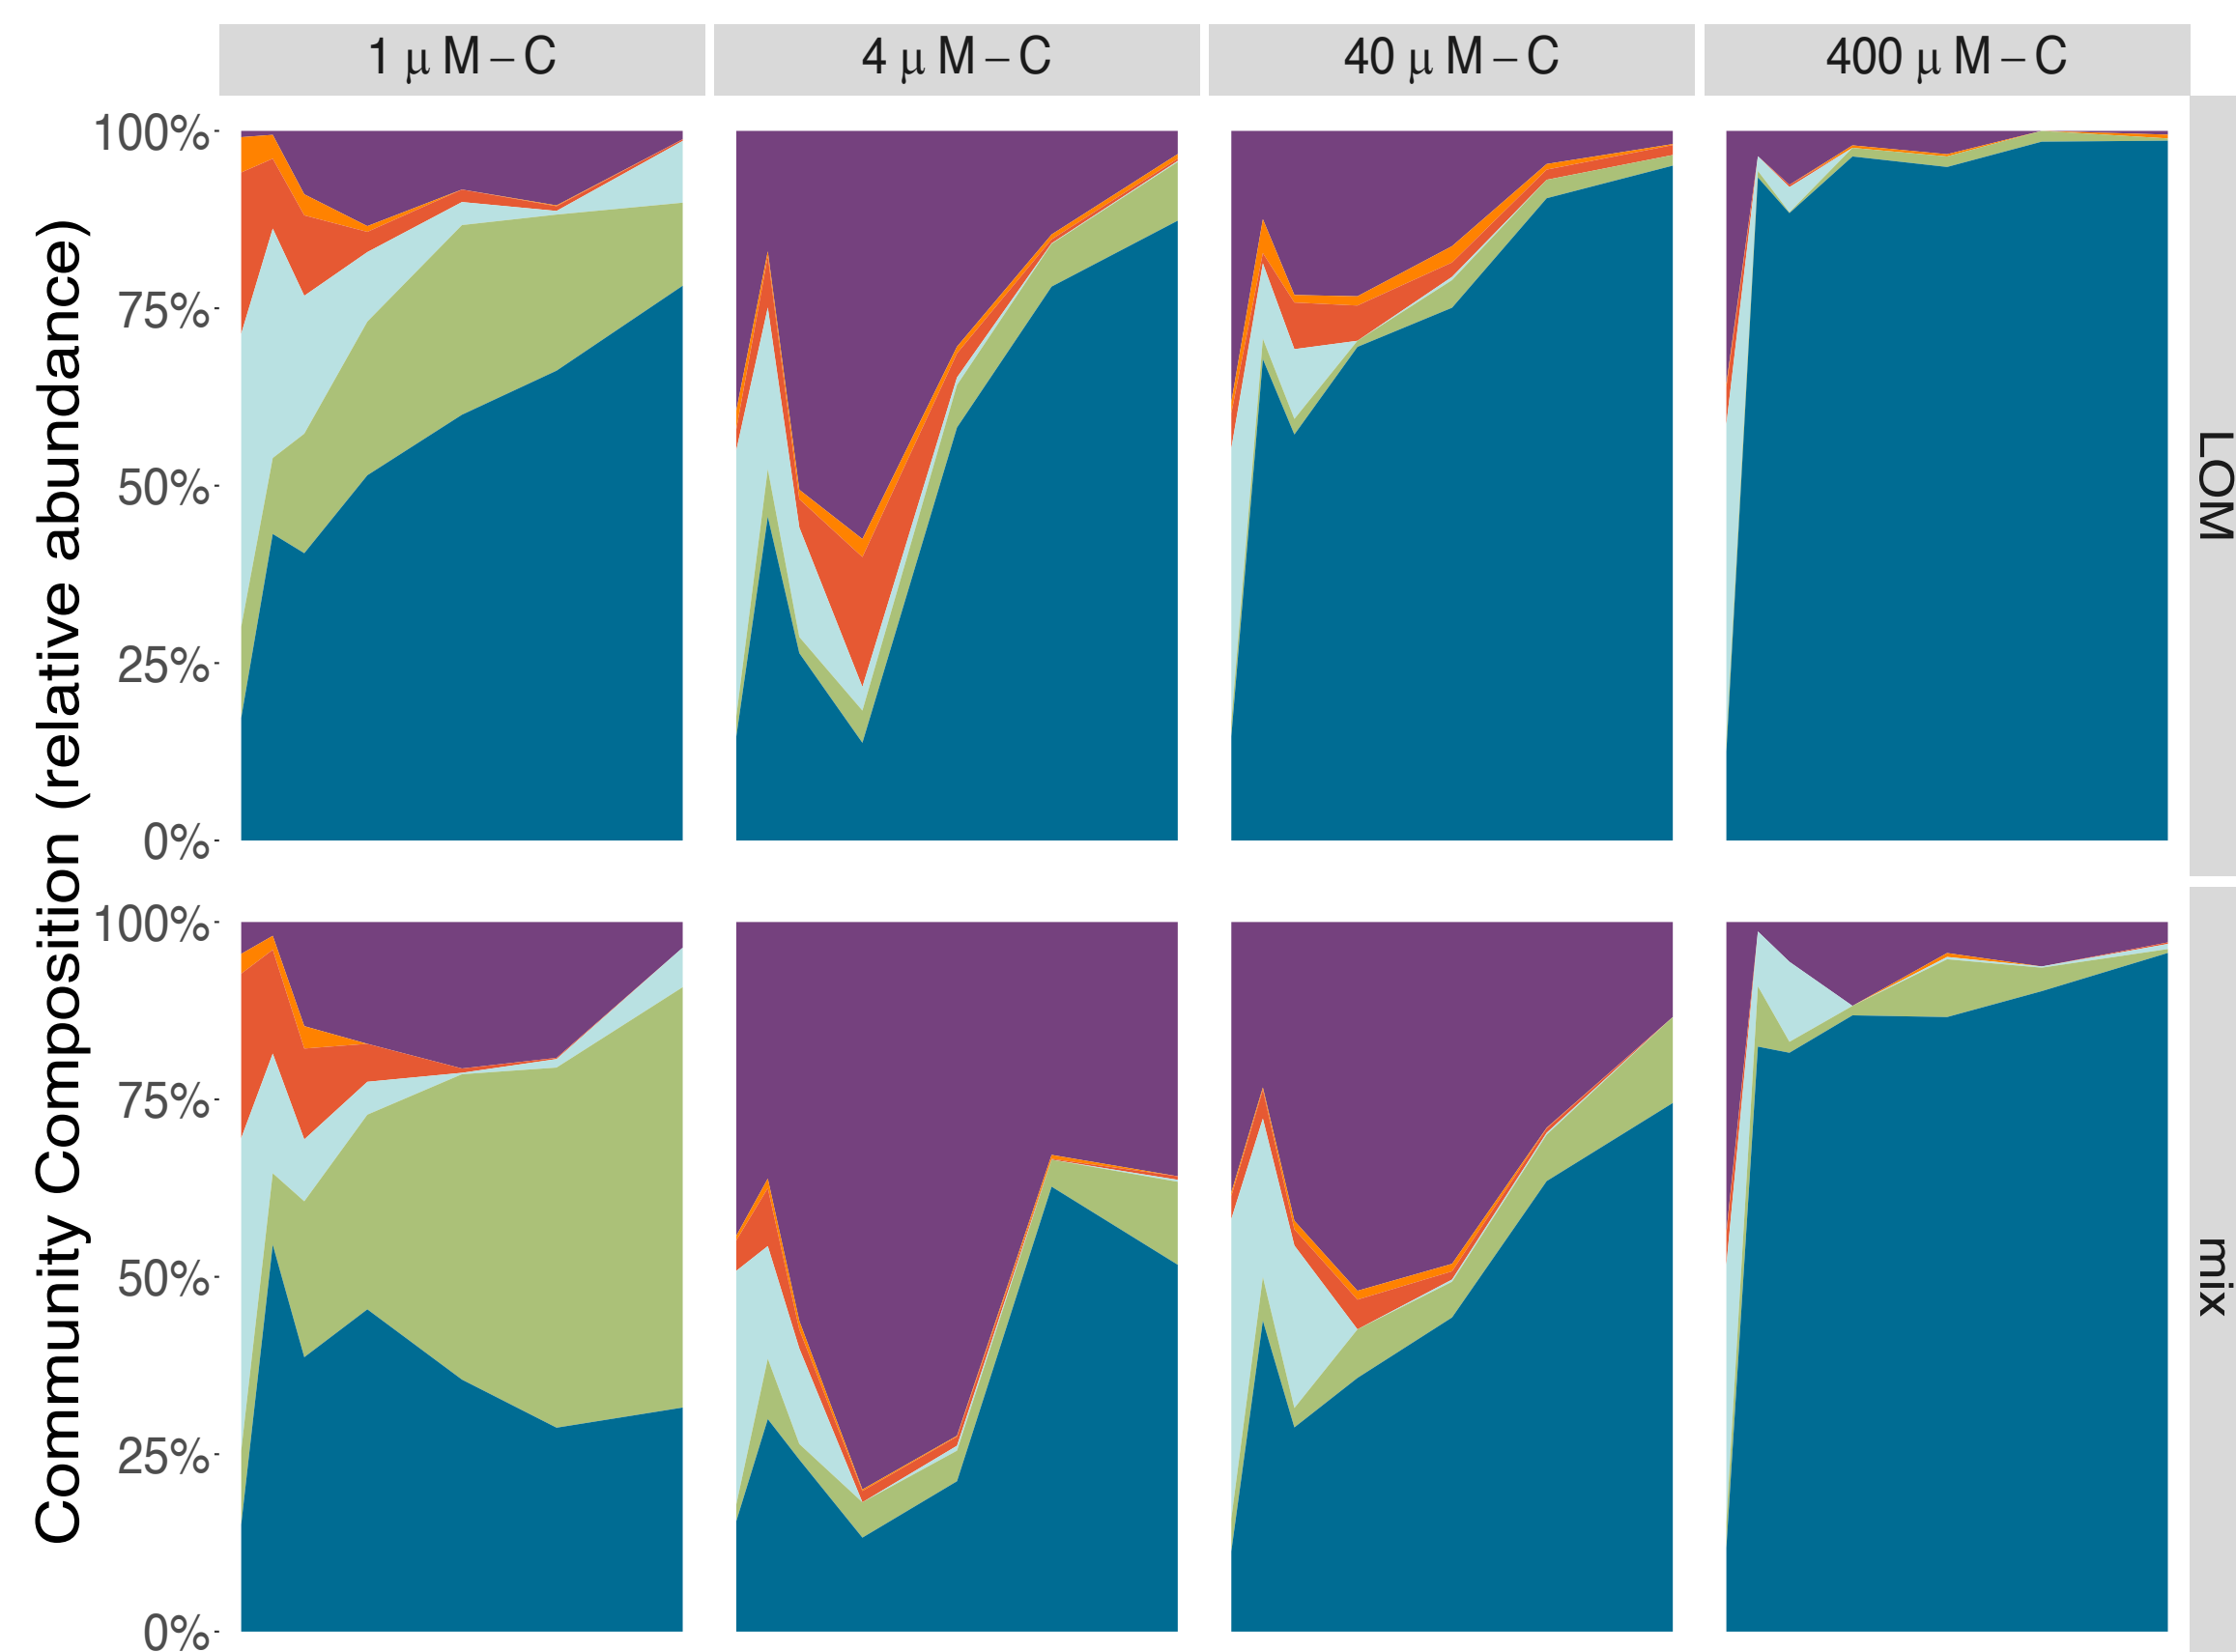 1 μ M − C
4 μ M − C
40 μ M − C
400 μ M − C
Community Composition (relative abundance)
100%
75%
50%
25%
0%
LOM
100%
75%
50%
25%
0%
mix